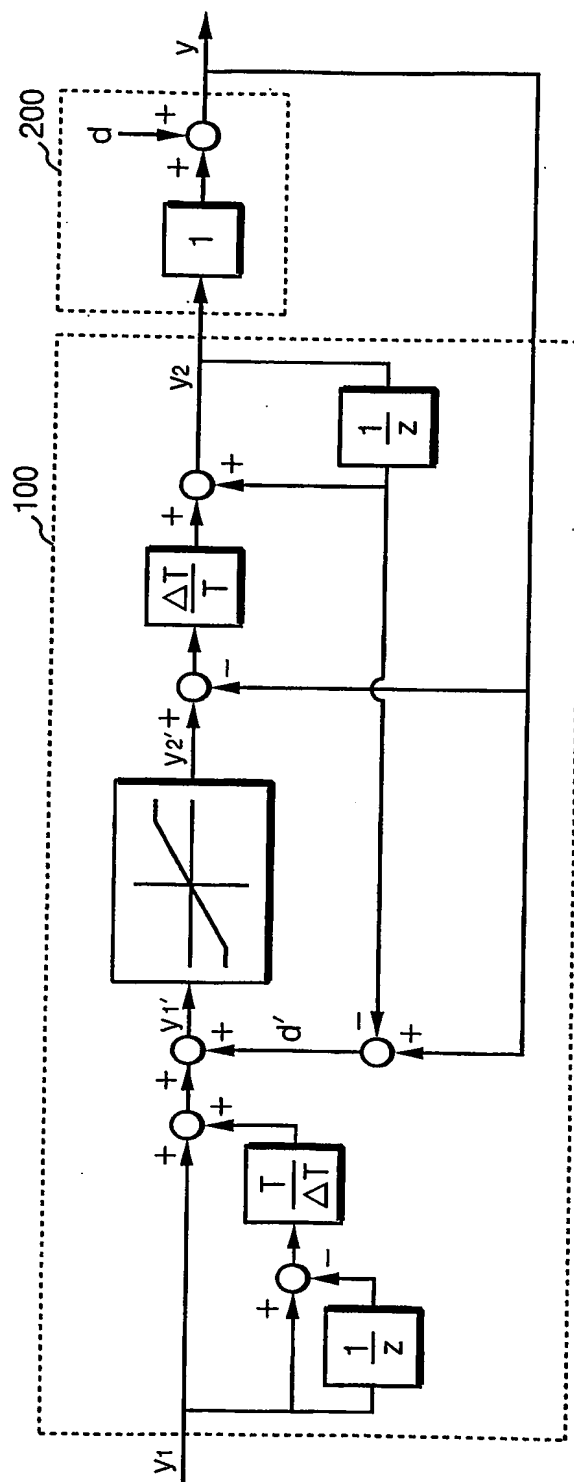 100
200
y1
1/z
+
−
T/ΔT
+
+
+
+
y1'
d'
−
+
y2'
+
−
ΔT/T
+
+
y2
1/z
1
+
d
+
y